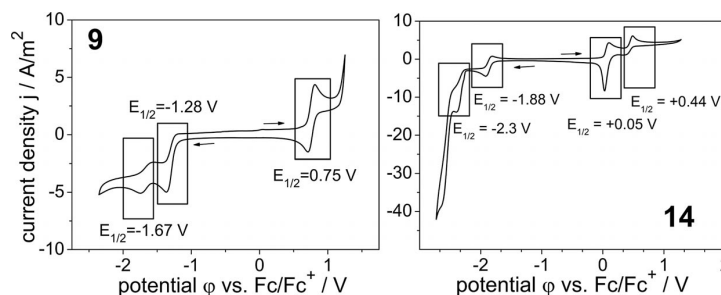 9
10
5
0
-5
-10
current density j / A/m²
E1/2=-1.28 V
E1/2=0.75 V
E1/2=-1.67 V
-2 -1 0 1
potential φ vs. Fc/Fc⁺ / V
10
0
-10
-20
-30
-40
E1/2 = -1.88 V
E1/2 = -2.3 V
E1/2 = +0.05 V
E1/2 = +0.44 V
14
-2 -1 0 1 2
potential φ vs. Fc/Fc⁺ / V